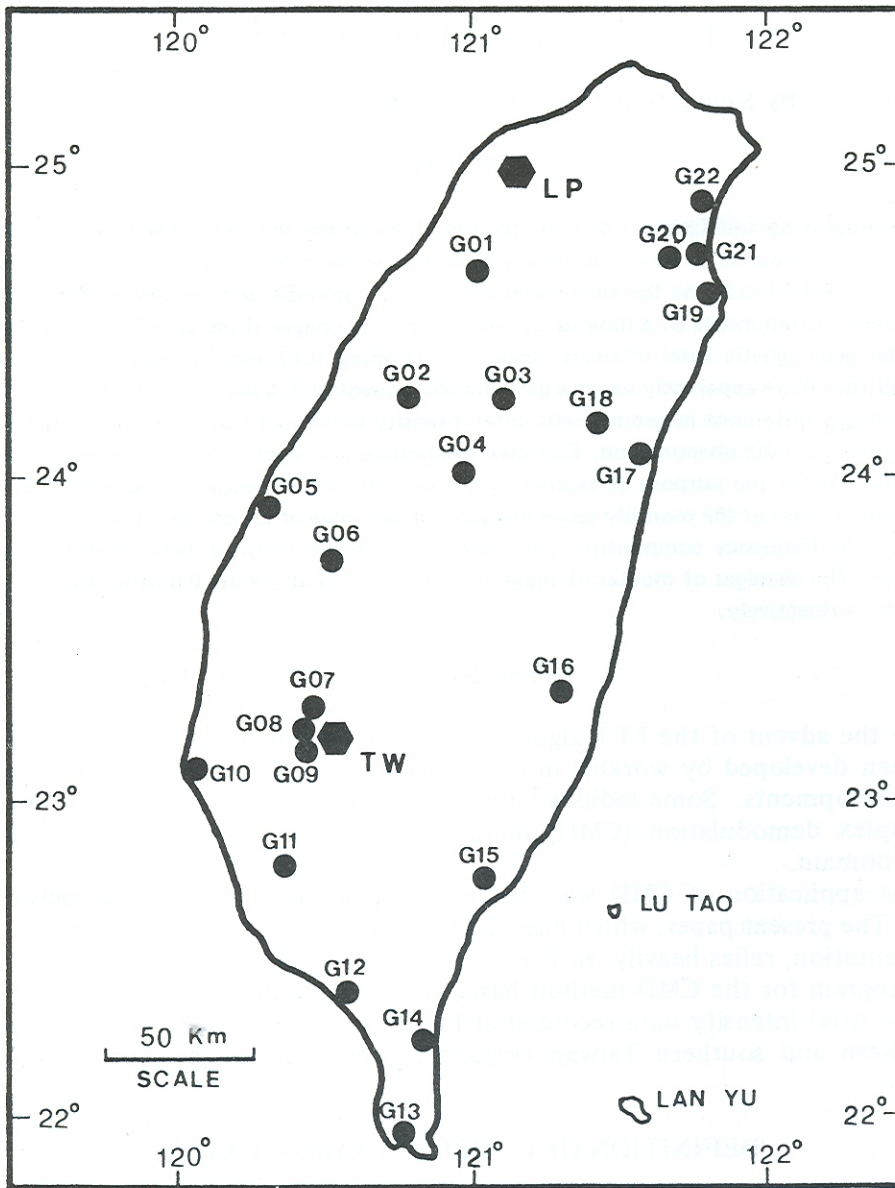 120° 121° 122°
25° 25°
LP
G22
G01
G20 G21
G19
G02 G03
G18
G04
G17
24° 24°
G05
G06
G16
G07
G08
TW
G09
G10
23° 23°
G11
G15
LU TAO
G12
G14
50 Km
SCALE
LAN YU
G13
22° 22°
120° 121° 122°